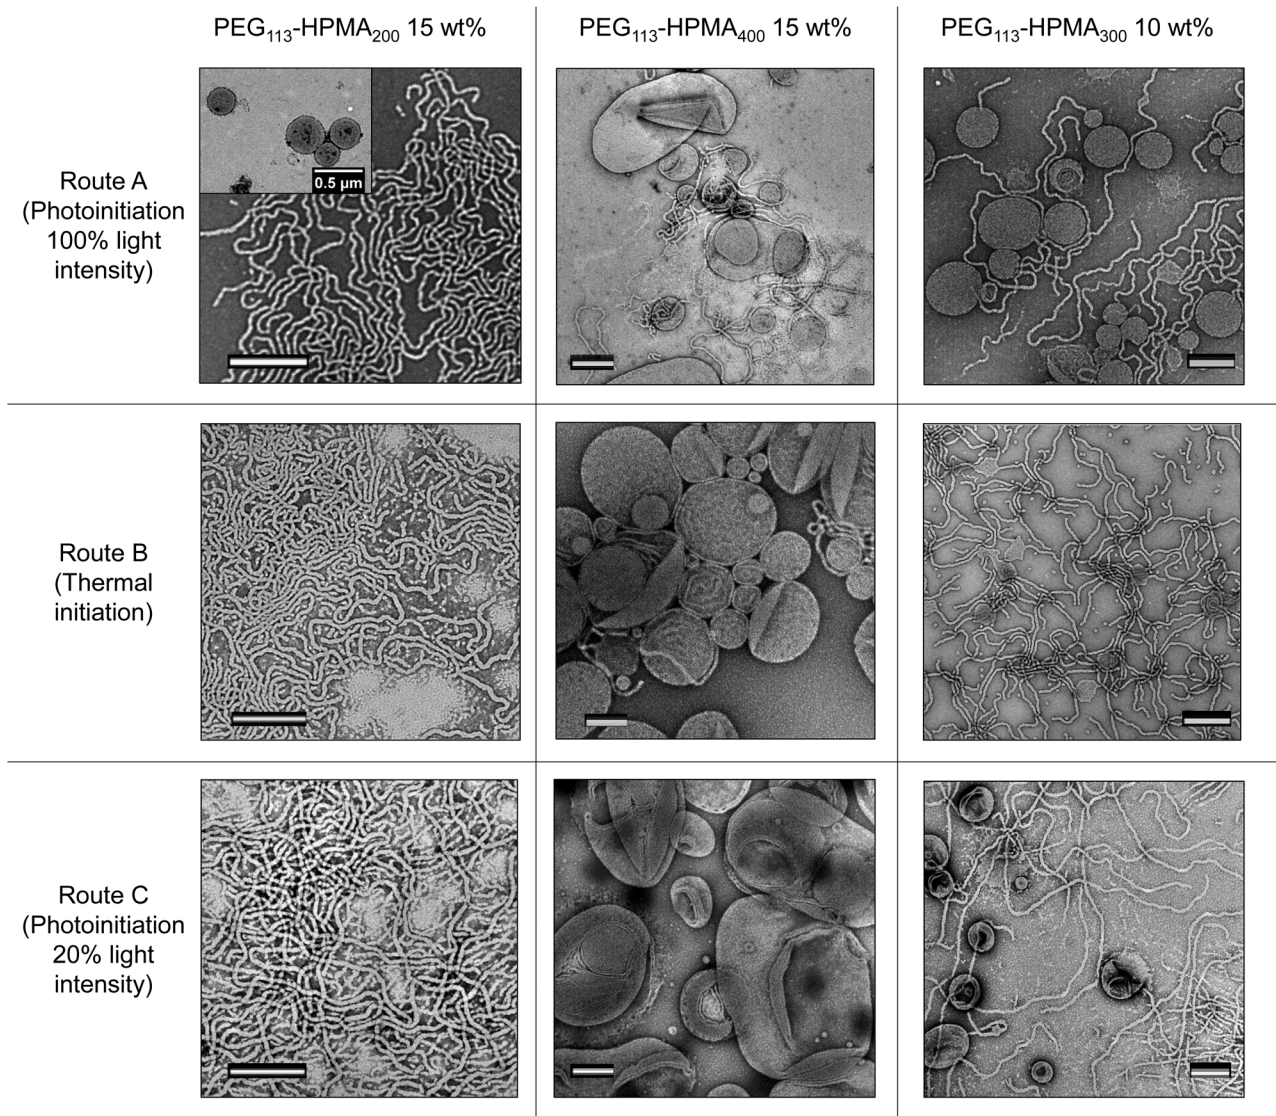 PEG₁₁₃-HPMA₂₀₀ 15 wt%
PEG₁₁₃-HPMA₄₀₀ 15 wt%
PEG₁₁₃-HPMA₃₀₀ 10 wt%
Route A
(Photoinitiation
100% light
intensity)
0.5 µm
Route B
(Thermal
initiation)
Route C
(Photoinitiation
20% light
intensity)